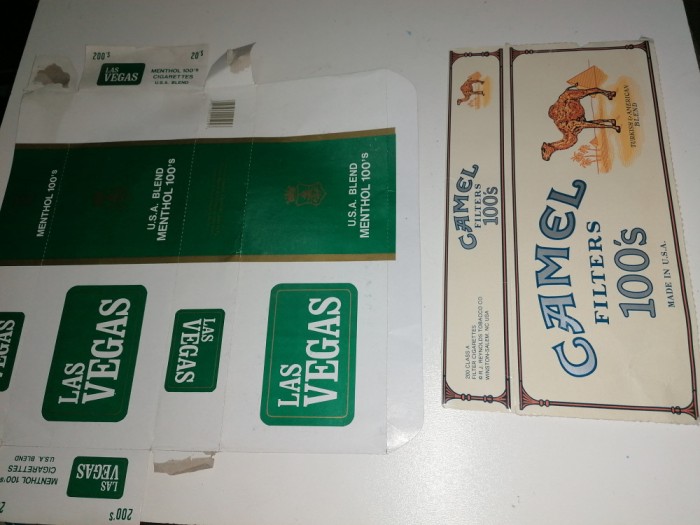 200's
20's
LAS
VEGAS
MENTHOL 100's
CIGARETTES
U.S.A. BLEND
MENTHOL 100's
U.S.A. BLEND
MENTHOL 100's
U.S.A. BLEND
MENTHOL 100's
VEGAS
LAS
VEGAS
LAS
VEGAS
LAS
VEGAS
MENTHOL 100's
CIGARETTES
U.S.A. BLEND
LAS
VEGAS
200's
CAMEL
FILTERS
100's
200 CLASS A
FILTER CIGARETTES
R.J. REYNOLDS TOBACCO CO.
WINSTON-SALEM, NC USA
TURKISH & AMERICAN
BLEND
CAMEL
FILTERS
100's
MADE IN U.S.A.